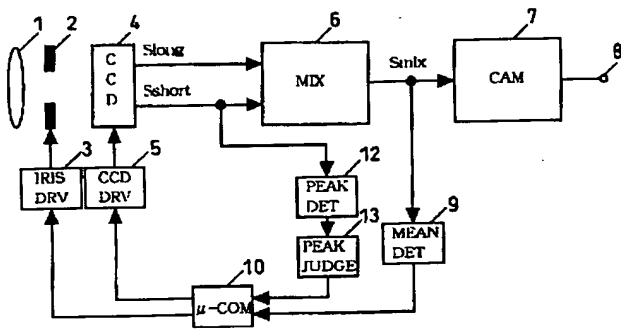 1
2
4
6
7
8
C
C
D
Slong
Sshort
MIX
Smix
CAM
3
5
IRIS
DRV
CCD
DRV
12
PEAK
DET
13
PEAK
JUDGE
9
MEAN
DET
10
μ-COM